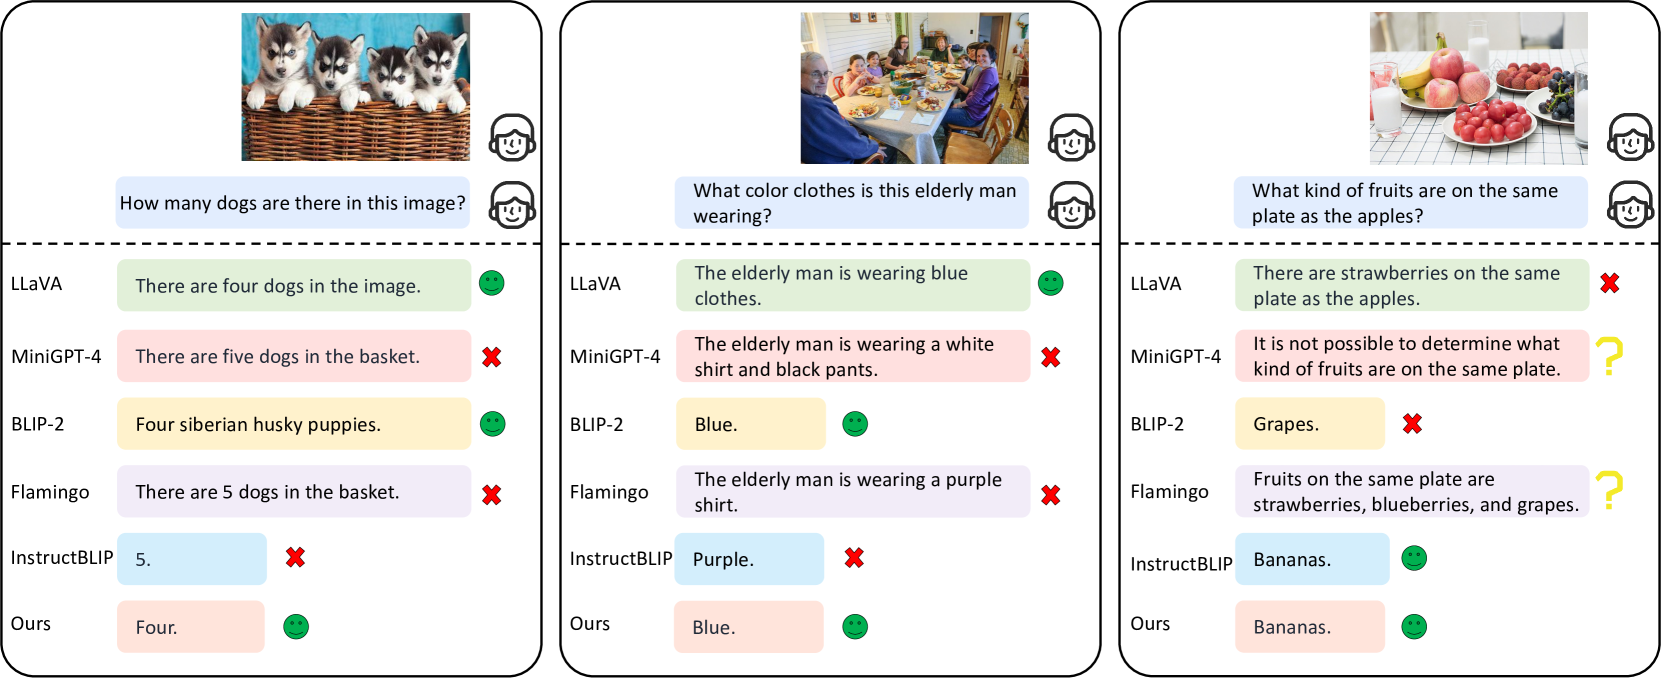 How many dogs are there in this image?
LLaVA
There are four dogs in the image.
MiniGPT-4
There are five dogs in the basket.
BLIP-2
Four siberian husky puppies.
Flamingo
There are 5 dogs in the basket.
InstructBLIP
5.
Ours
Four.
What color clothes is this elderly man
wearing?
LLaVA
The elderly man is wearing blue
clothes.
MiniGPT-4
The elderly man is wearing a white
shirt and black pants.
BLIP-2
Blue.
Flamingo
The elderly man is wearing a purple
shirt.
InstructBLIP
Purple.
Ours
Blue.
What kind of fruits are on the same
plate as the apples?
LLaVA
There are strawberries on the same
plate as the apples.
MiniGPT-4
It is not possible to determine what
kind of fruits are on the same plate.
?
BLIP-2
Grapes.
Flamingo
Fruits on the same plate are
strawberries, blueberries, and grapes.
?
InstructBLIP
Bananas.
Ours
Bananas.